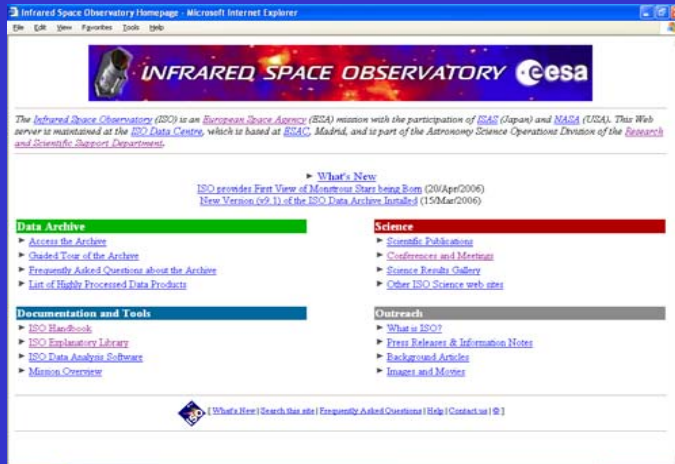 Infrared Space Observatory Homepage - Microsoft Internet Explorer
File Edit View Favorites Tools Help
INFRARED SPACE OBSERVATORY esa
The Infrared Space Observatory (ISO) is an European Space Agency (ESA) mission with the participation of ISAS (Japan) and NASA (USA). This Web
server is maintained at the ISO Data Centre, which is based at ESAC, Madrid, and is part of the Astronomy Science Operations Division of the Research
and Scientific Support Department.
► What's New
ISO provides First View of Monstrous Stars being Born (20/Apr/2006)
New Version (v9.1) of the ISO Data Archive Installed (15/Mar/2006)
Data Archive
► Access the Archive
► Guided Tour of the Archive
► Frequently Asked Questions about the Archive
► List of Highly Processed Data Products
Science
► Scientific Publications
► Conferences and Meetings
► Science Results Gallery
► Other ISO Science web sites
Documentation and Tools
► ISO Handbook
► ISO Explanatory Library
► ISO Data Analysis Software
► Mission Overview
Outreach
► What is ISO?
► Press Releases & Information Notes
► Background Articles
► Images and Movies
[ What's New | Search this site | Frequently Asked Questions | Help | Contact us | © ]